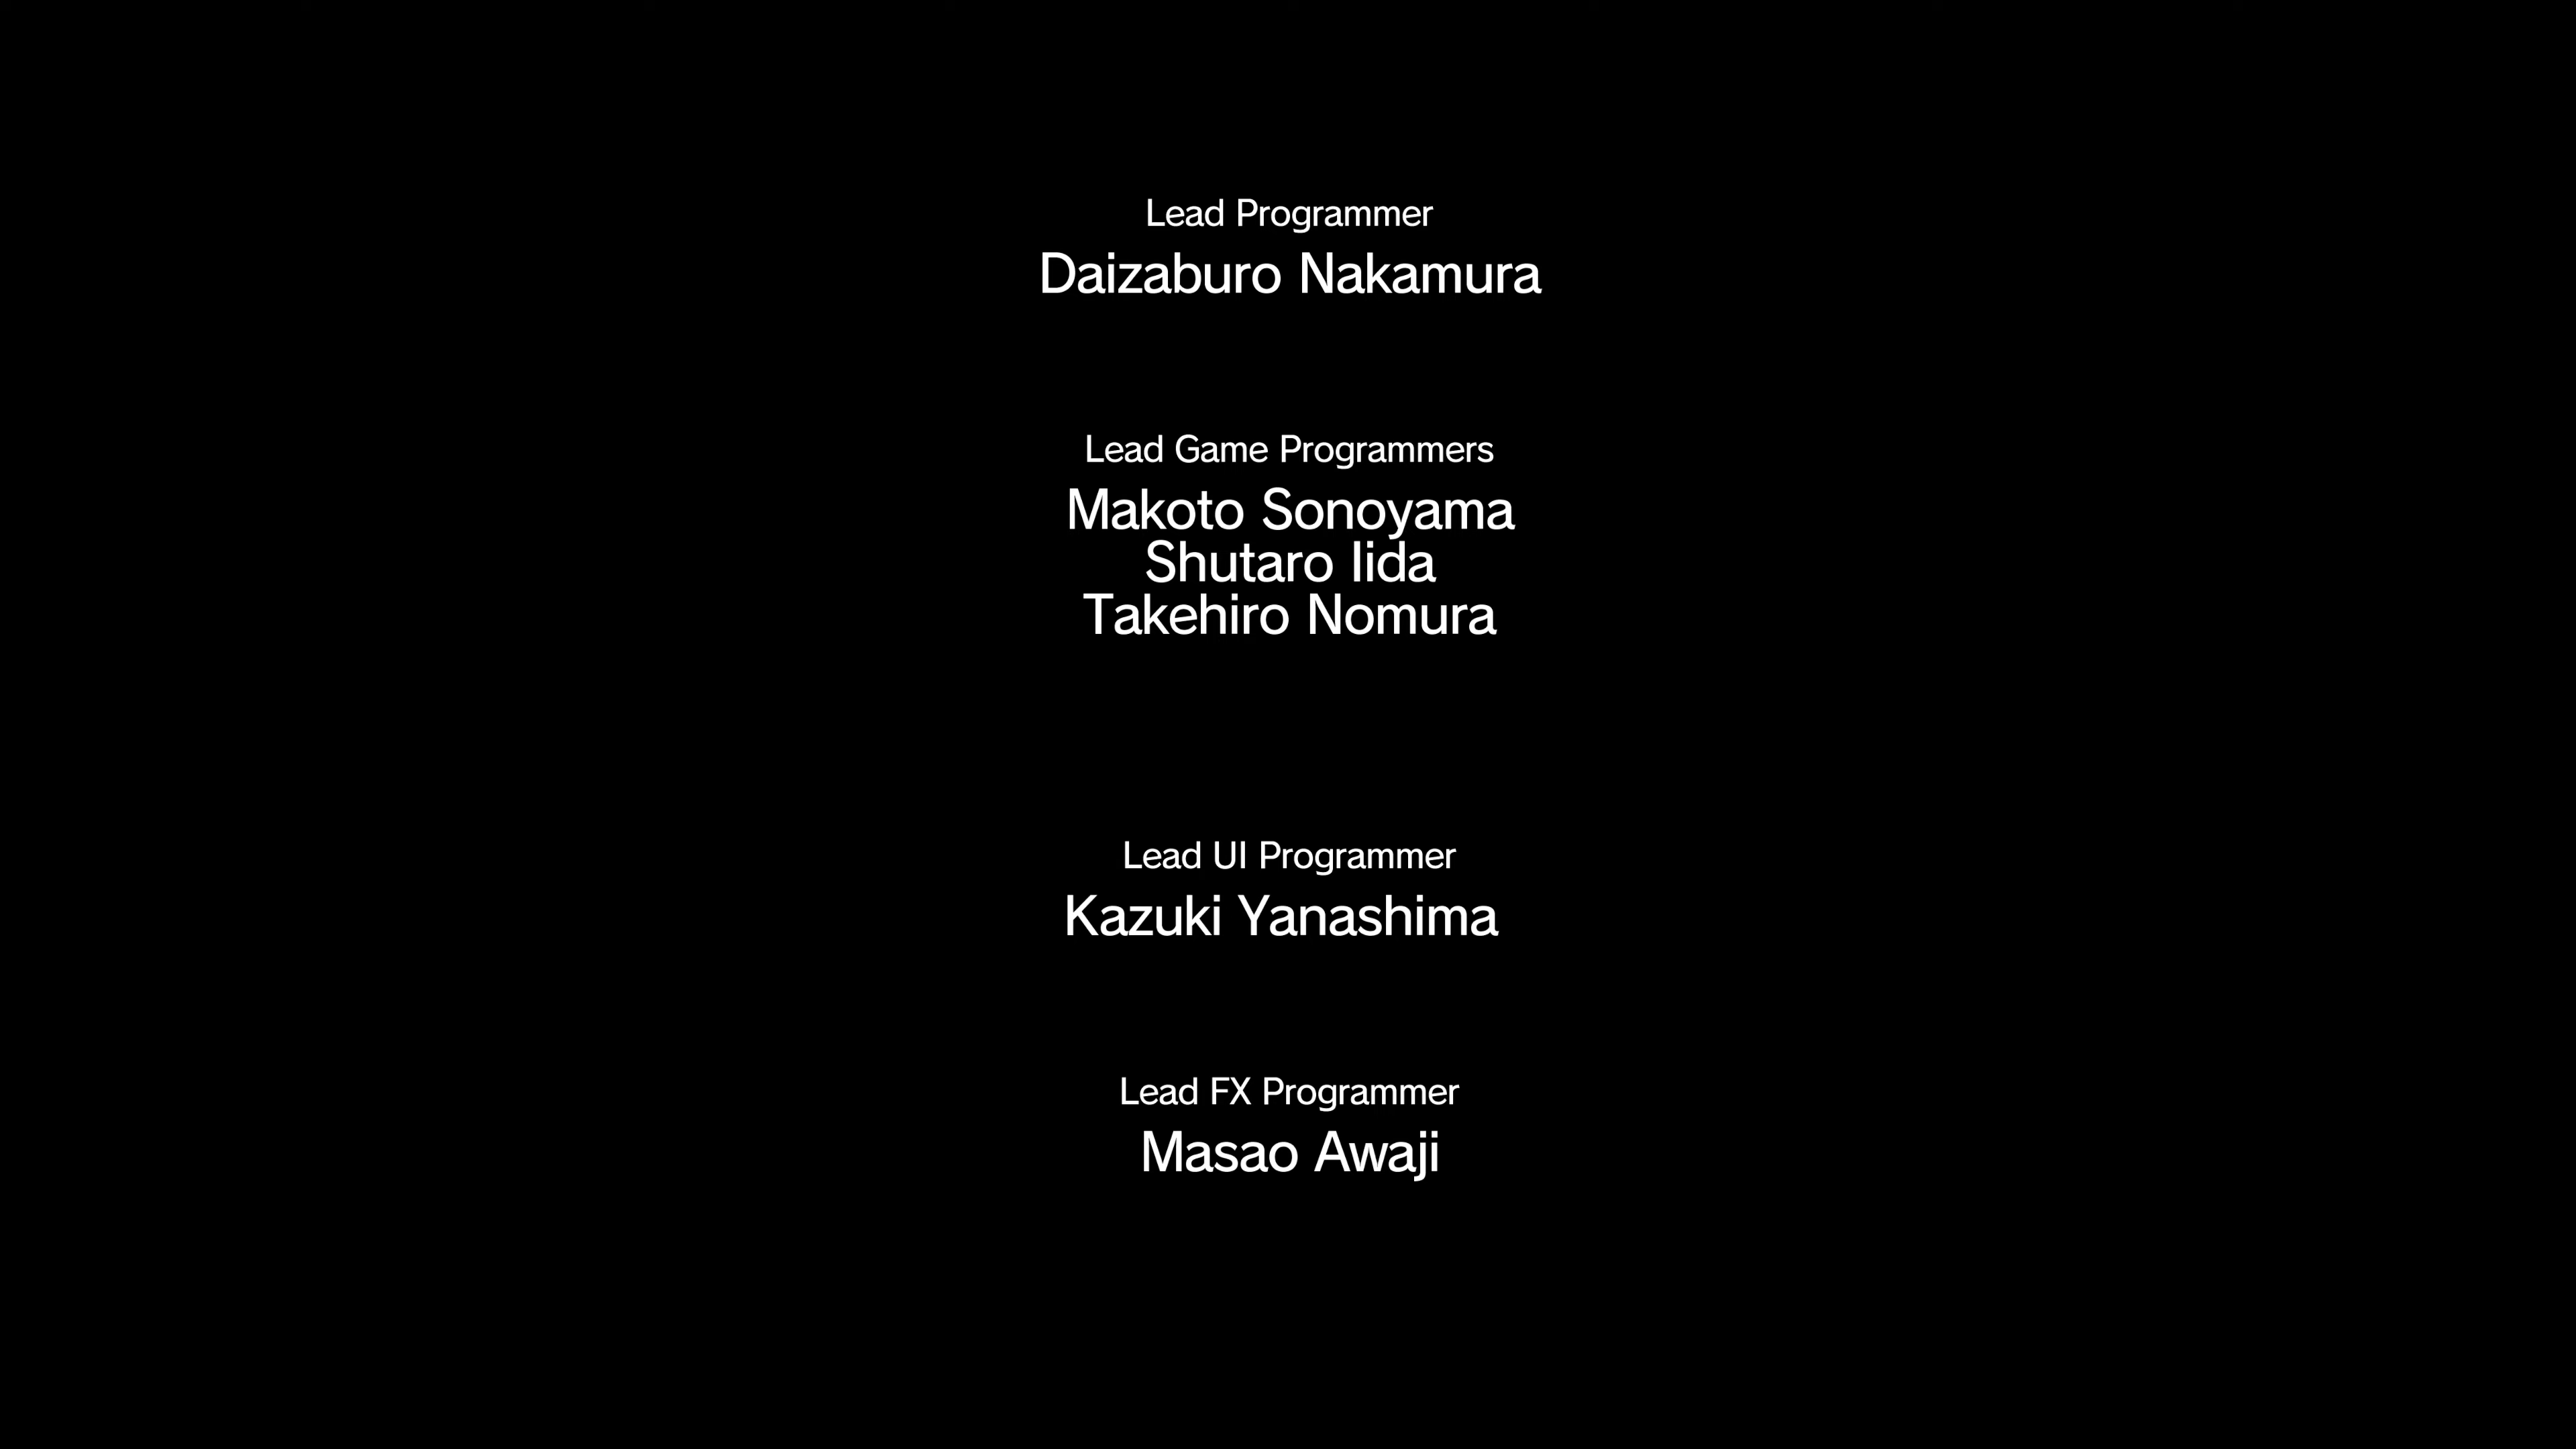 Lead Programmer
Daizaburo Nakamura
Lead Game Programmers
Makoto Sonoyama
Shutaro Iida
Takehiro Nomura
Lead UI Programmer
Kazuki Yanashima
Lead FX Programmer
Masao Awaji